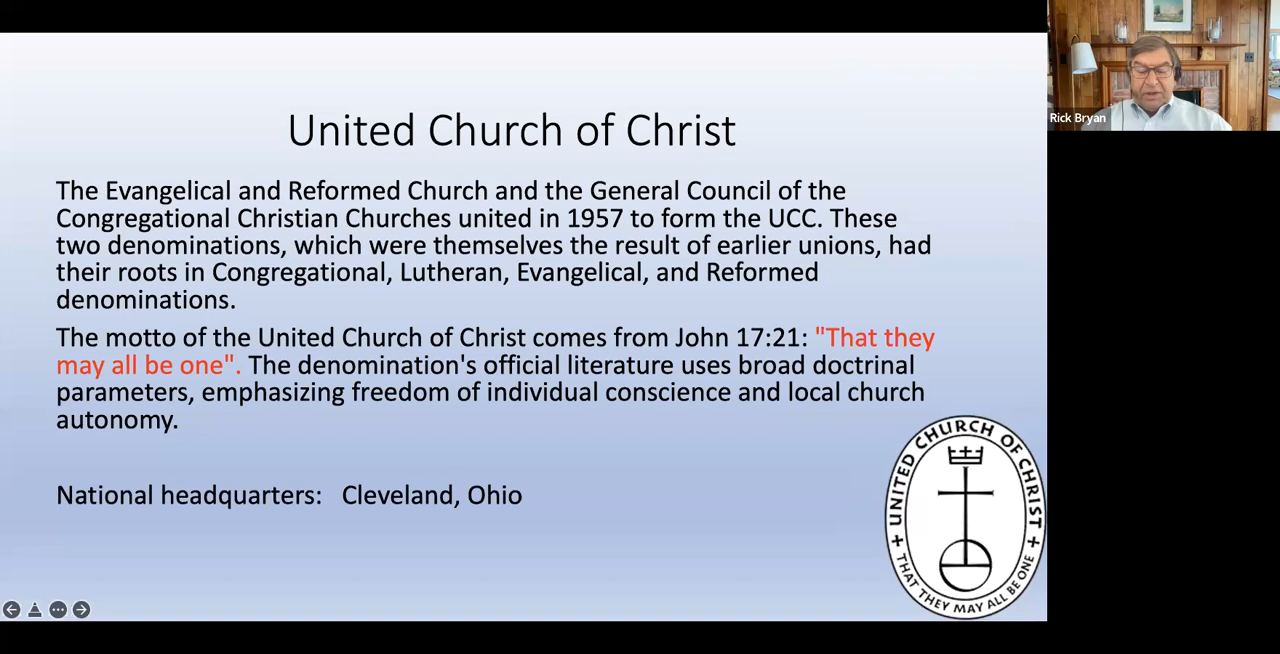 United Church of Christ
The Evangelical and Reformed Church and the General Council of the
Congregational Christian Churches united in 1957 to form the UCC. These
two denominations, which were themselves the result of earlier unions, had
their roots in Congregational, Lutheran, Evangelical, and Reformed
denominations.
The motto of the United Church of Christ comes from John 17:21: "That they
may all be one". The denomination's official literature uses broad doctrinal
parameters, emphasizing freedom of individual conscience and local church
autonomy.
National headquarters: Cleveland, Ohio
UNITED CHURCH OF CHRIST
THAT THEY MAY ALL BE ONE
Rick Bryan